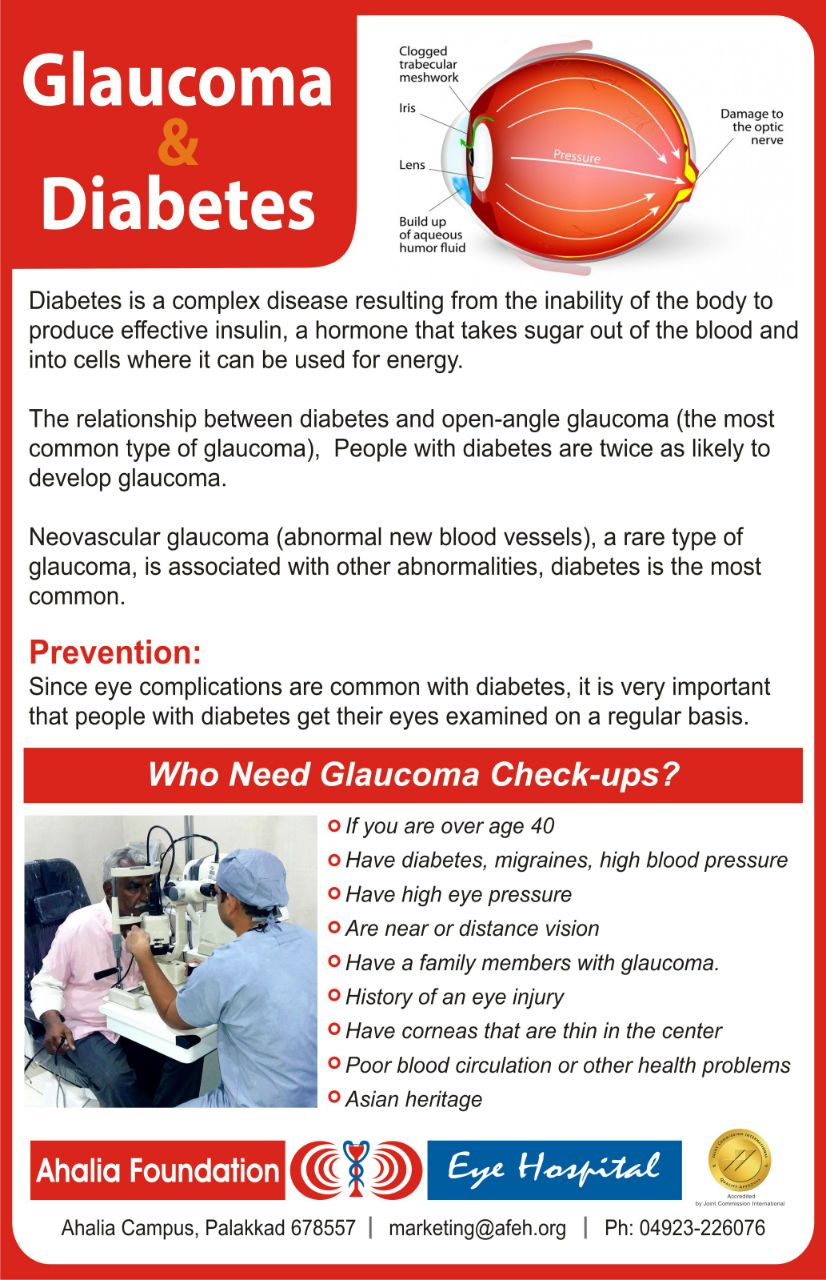 Glaucoma
&
Diabetes
Clogged
trabecular
meshwork
Iris
Lens
Build up
of aqueous
humor fluid
Pressure
Damage to
the optic
nerve
Diabetes is a complex disease resulting from the inability of the body to
produce effective insulin, a hormone that takes sugar out of the blood and
into cells where it can be used for energy.
The relationship between diabetes and open-angle glaucoma (the most
common type of glaucoma), People with diabetes are twice as likely to
develop glaucoma.
Neovascular glaucoma (abnormal new blood vessels), a rare type of
glaucoma, is associated with other abnormalities, diabetes is the most
common.
Prevention:
Since eye complications are common with diabetes, it is very important
that people with diabetes get their eyes examined on a regular basis.
Who Need Glaucoma Check-ups?
If you are over age 40
Have diabetes, migraines, high blood pressure
Have high eye pressure
Are near or distance vision
Have a family members with glaucoma.
History of an eye injury
Have corneas that are thin in the center
Poor blood circulation or other health problems
Asian heritage
Ahalia Foundation
Eye Hospital
Joint Commission International
Quality Approval
Accredited
by Joint Commission International
Ahalia Campus, Palakkad 678557 | marketing@afeh.org | Ph: 04923-226076